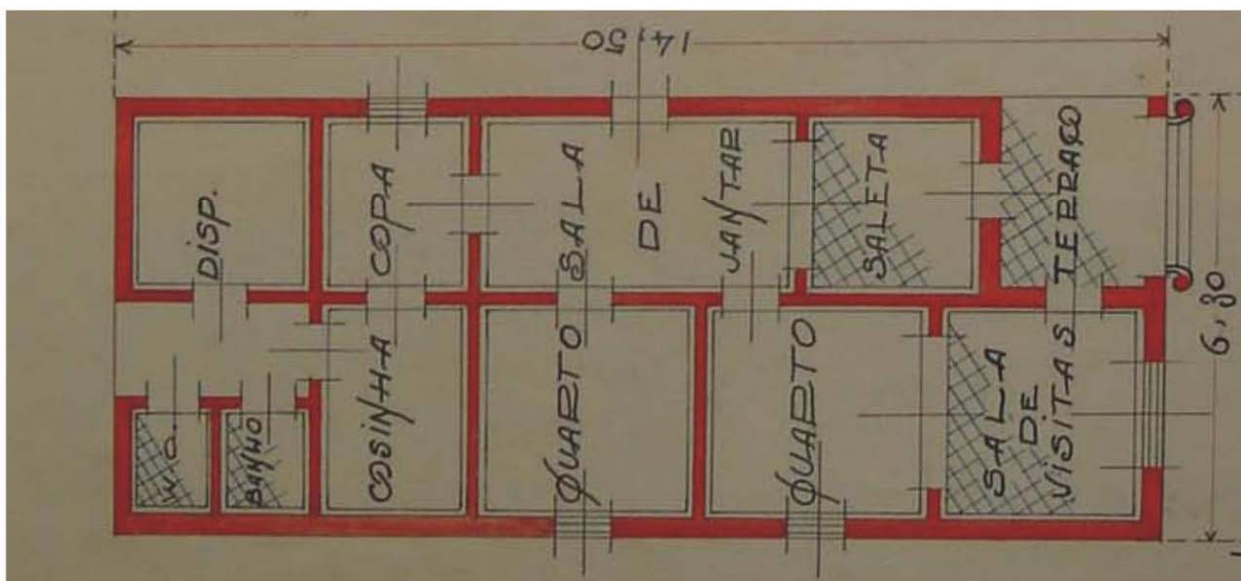 14,50
DISP.
COPA
SALA
DE
JANTAR
SALETA
TERRAÇO
6,30
W.C.
BANHO
COSINHA
QUARTO
QUARTO
SALA
DE
VISITAS